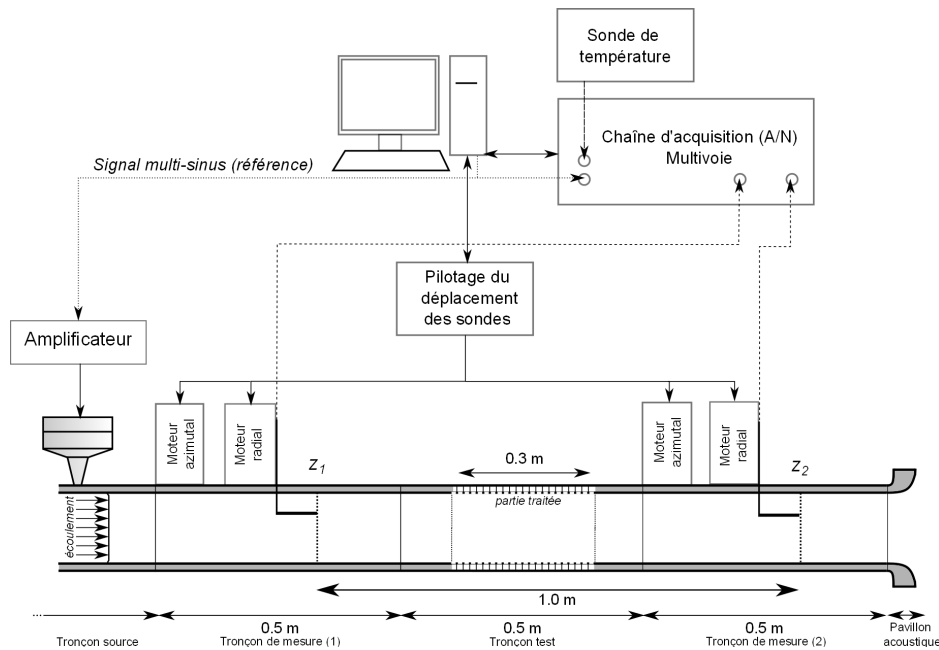 Sonde de
température
Chaîne d'acquisition (A/N)
Multivoie
Signal multi-sinus (référence)
Pilotage du
déplacement
des sondes
Amplificateur
Moteur
azimutal
Moteur
radial
Moteur
azimutal
Moteur
radial
z1
0.3 m
z2
partie traitée
écoulement
1.0 m
0.5 m
0.5 m
0.5 m
Tronçon source
Tronçon de mesure (1)
Tronçon test
Tronçon de mesure (2)
Pavillon
acoustique